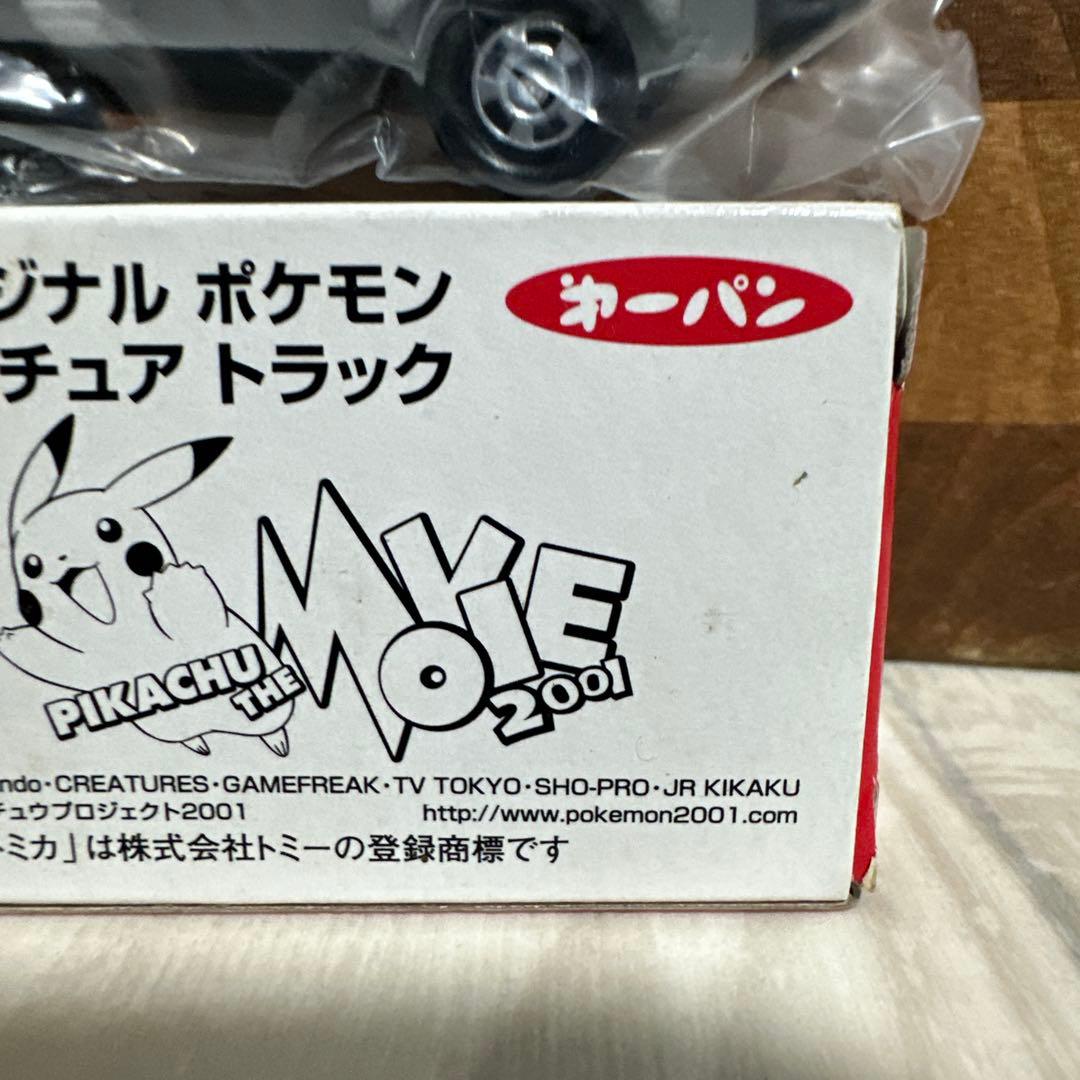 ジナル ポケモン
チュア トラック
㐧一パン
PIKACHU
THE
MOVIE
2001
ndo・CREATURES・GAMEFREAK・TV TOKYO・SHO-PRO・JR KIKAKU
チュウプロジェクト2001
http://www.pokemon2001.com
トミカ」は株式会社トミーの登録商標です